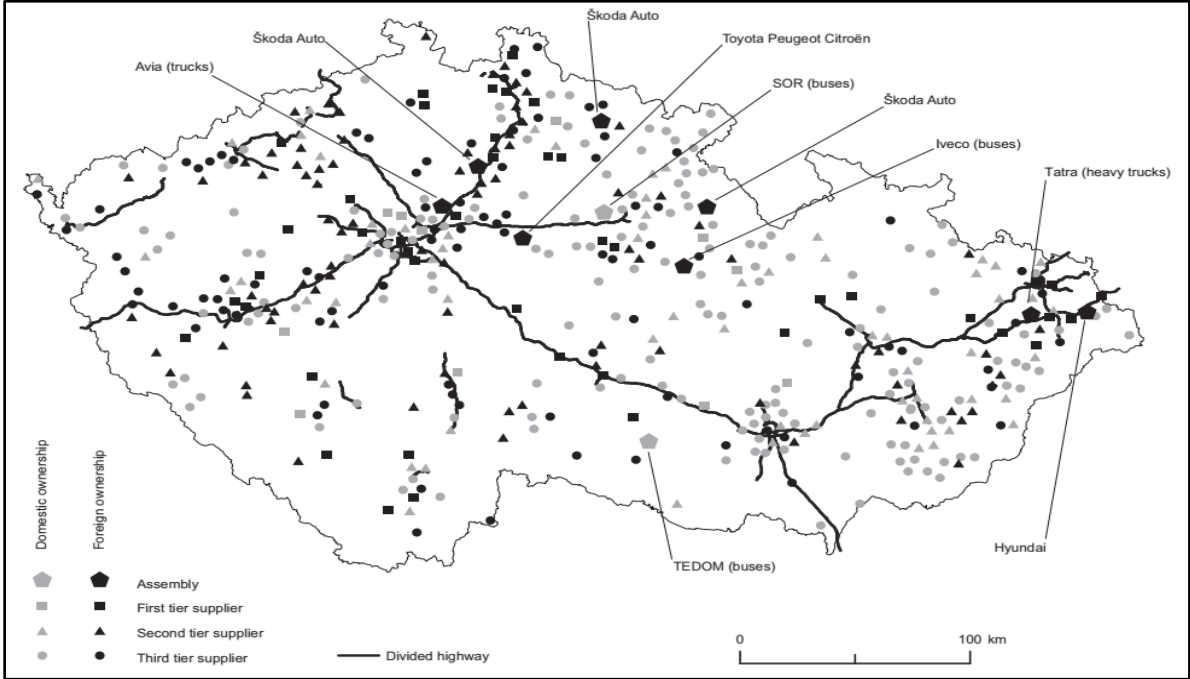 Škoda Auto
Škoda Auto
Toyota Peugeot Citroën
Avia (trucks)
SOR (buses)
Škoda Auto
Iveco (buses)
Tatra (heavy trucks)
Hyundai
TEDOM (buses)
Domestic ownership
Foreign ownership
Assembly
First tier supplier
Second tier supplier
Third tier supplier
Divided highway
0 100 km